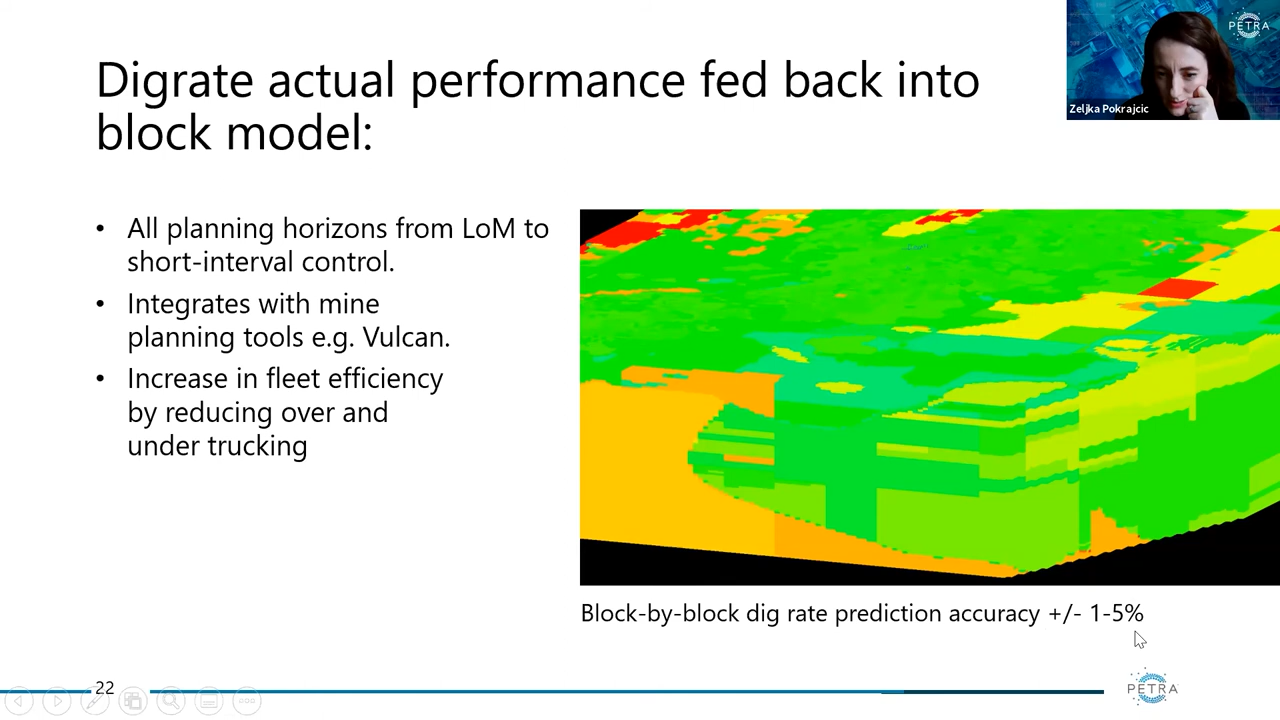 Digrate actual performance fed back into
block model:
PETRA
Zeljka Pokrajcic
• All planning horizons from LoM to
short-interval control.
• Integrates with mine
planning tools e.g. Vulcan.
• Increase in fleet efficiency
by reducing over and
under trucking
Block-by-block dig rate prediction accuracy +/- 1-5%
22
PETRA